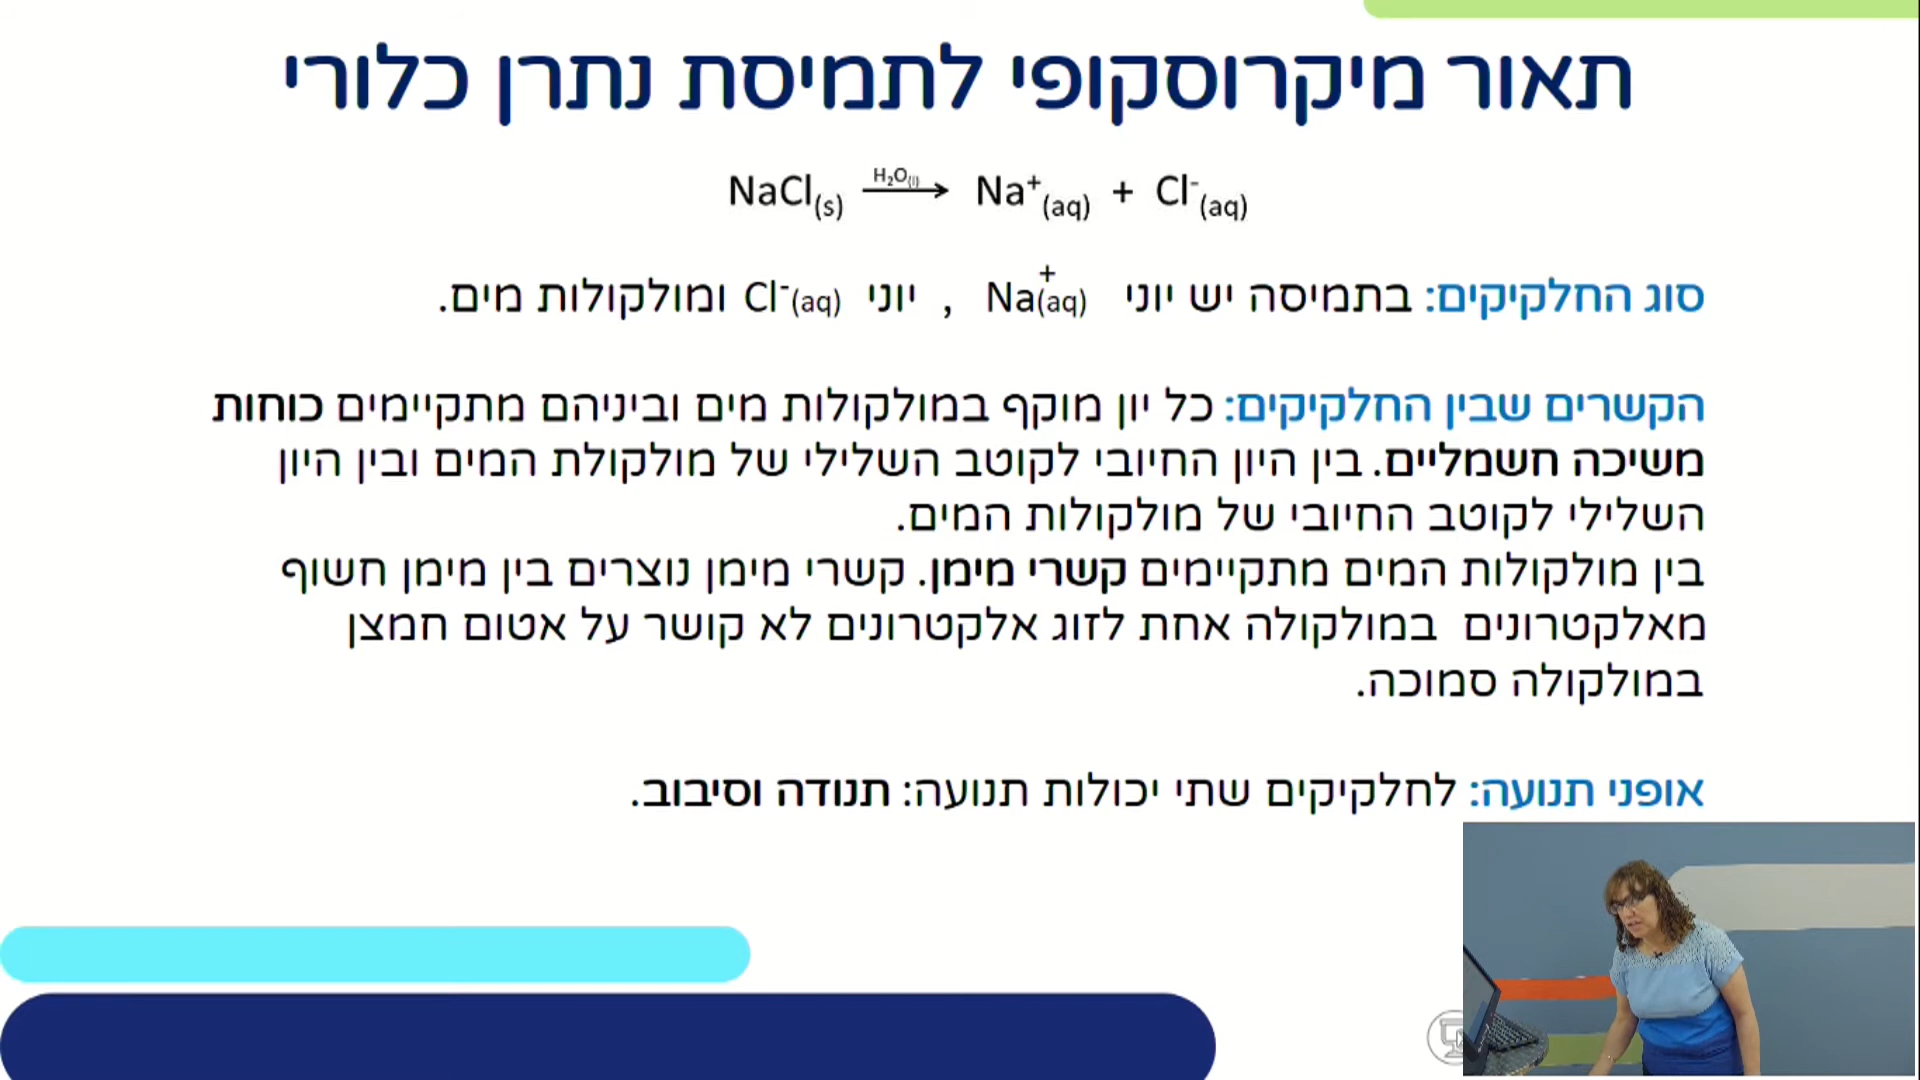 תאור מיקרוסקופי לתמיסת נתרן כלורי
NaCl(s) —H₂O(l)→ Na⁺(aq) + Cl⁻(aq)
סוג החלקיקים: בתמיסה יש יוני Na⁺(aq) , יוני Cl⁻(aq) ומולקולות מים.
הקשרים שבין החלקיקים: כל יון מוקף במולקולות מים וביניהם מתקיימים כוחות
משיכה חשמליים. בין היון החיובי לקוטב השלילי של מולקולת המים ובין היון
השלילי לקוטב החיובי של מולקולות המים.
בין מולקולות המים מתקיימים קשרי מימן. קשרי מימן נוצרים בין מימן חשוף
מאלקטרונים במולקולה אחת לזוג אלקטרונים לא קושר על אטום חמצן
במולקולה סמוכה.
אופני תנועה: לחלקיקים שתי יכולות תנועה: תנודה וסיבוב.